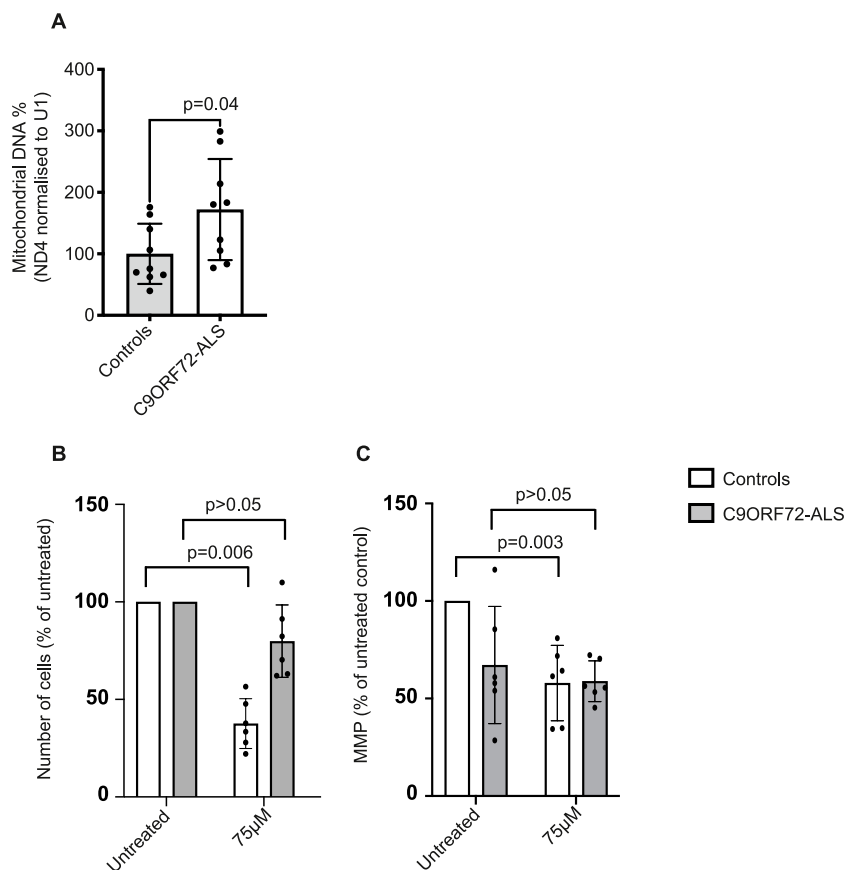 A
Mitochondrial DNA %
(ND4 normalised to U1)
400
300
200
100
0
p=0.04
Controls
C9ORF72-ALS
B
Number of cells (% of untreated)
150
100
50
0
p>0.05
p=0.006
Untreated
75µM
C
MMP (% of untreated control)
150
100
50
0
p>0.05
p=0.003
Untreated
75µM
Controls
C9ORF72-ALS